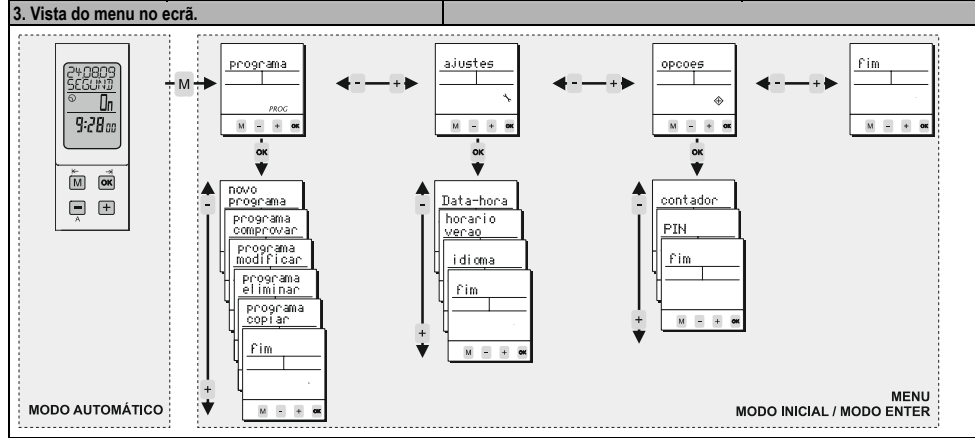 3. Vista do menu no ecrã.
24.08.09
SEGUND
On
9:28 00
M
OK
-
+
A
MODO AUTOMÁTICO
M
programa
PROG
M - + OK
- +
ajustes
M - + OK
- +
opcoes
M - + OK
- +
fim
M - + OK
OK
OK
OK
-
novo
programa
programa
comprovar
programa
modificar
programa
eliminar
programa
copiar
fim
M - + OK
+
-
Data-hora
horario
verao
idioma
fim
M - + OK
+
-
contador
PIN
fim
M - + OK
+
MENU
MODO INICIAL / MODO ENTER